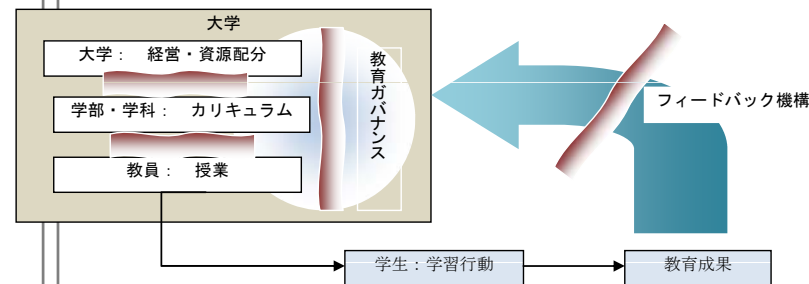 大学
大学： 経営・資源配分
学部・学科： カリキュラム
教員： 授業
教育ガバナンス
フィードバック機構
学生：学習行動
教育成果